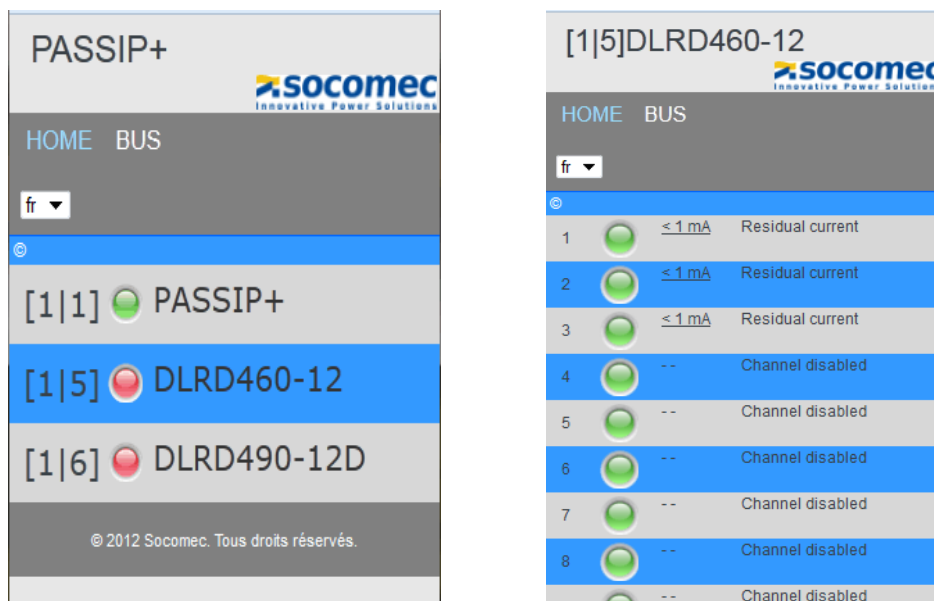 PASSIP+
socomec
Innovative Power Solutions
HOME BUS
fr
©
[1|1] PASSIP+
[1|5] DLRD460-12
[1|6] DLRD490-12D
© 2012 Socomec. Tous droits réservés.
[1|5]DLRD460-12
socomec
Innovative Power Solution
HOME BUS
fr
©
1 < 1 mA Residual current
2 < 1 mA Residual current
3 < 1 mA Residual current
4 - - Channel disabled
5 - - Channel disabled
6 - - Channel disabled
7 - - Channel disabled
8 - - Channel disabled
- - Channel disabled